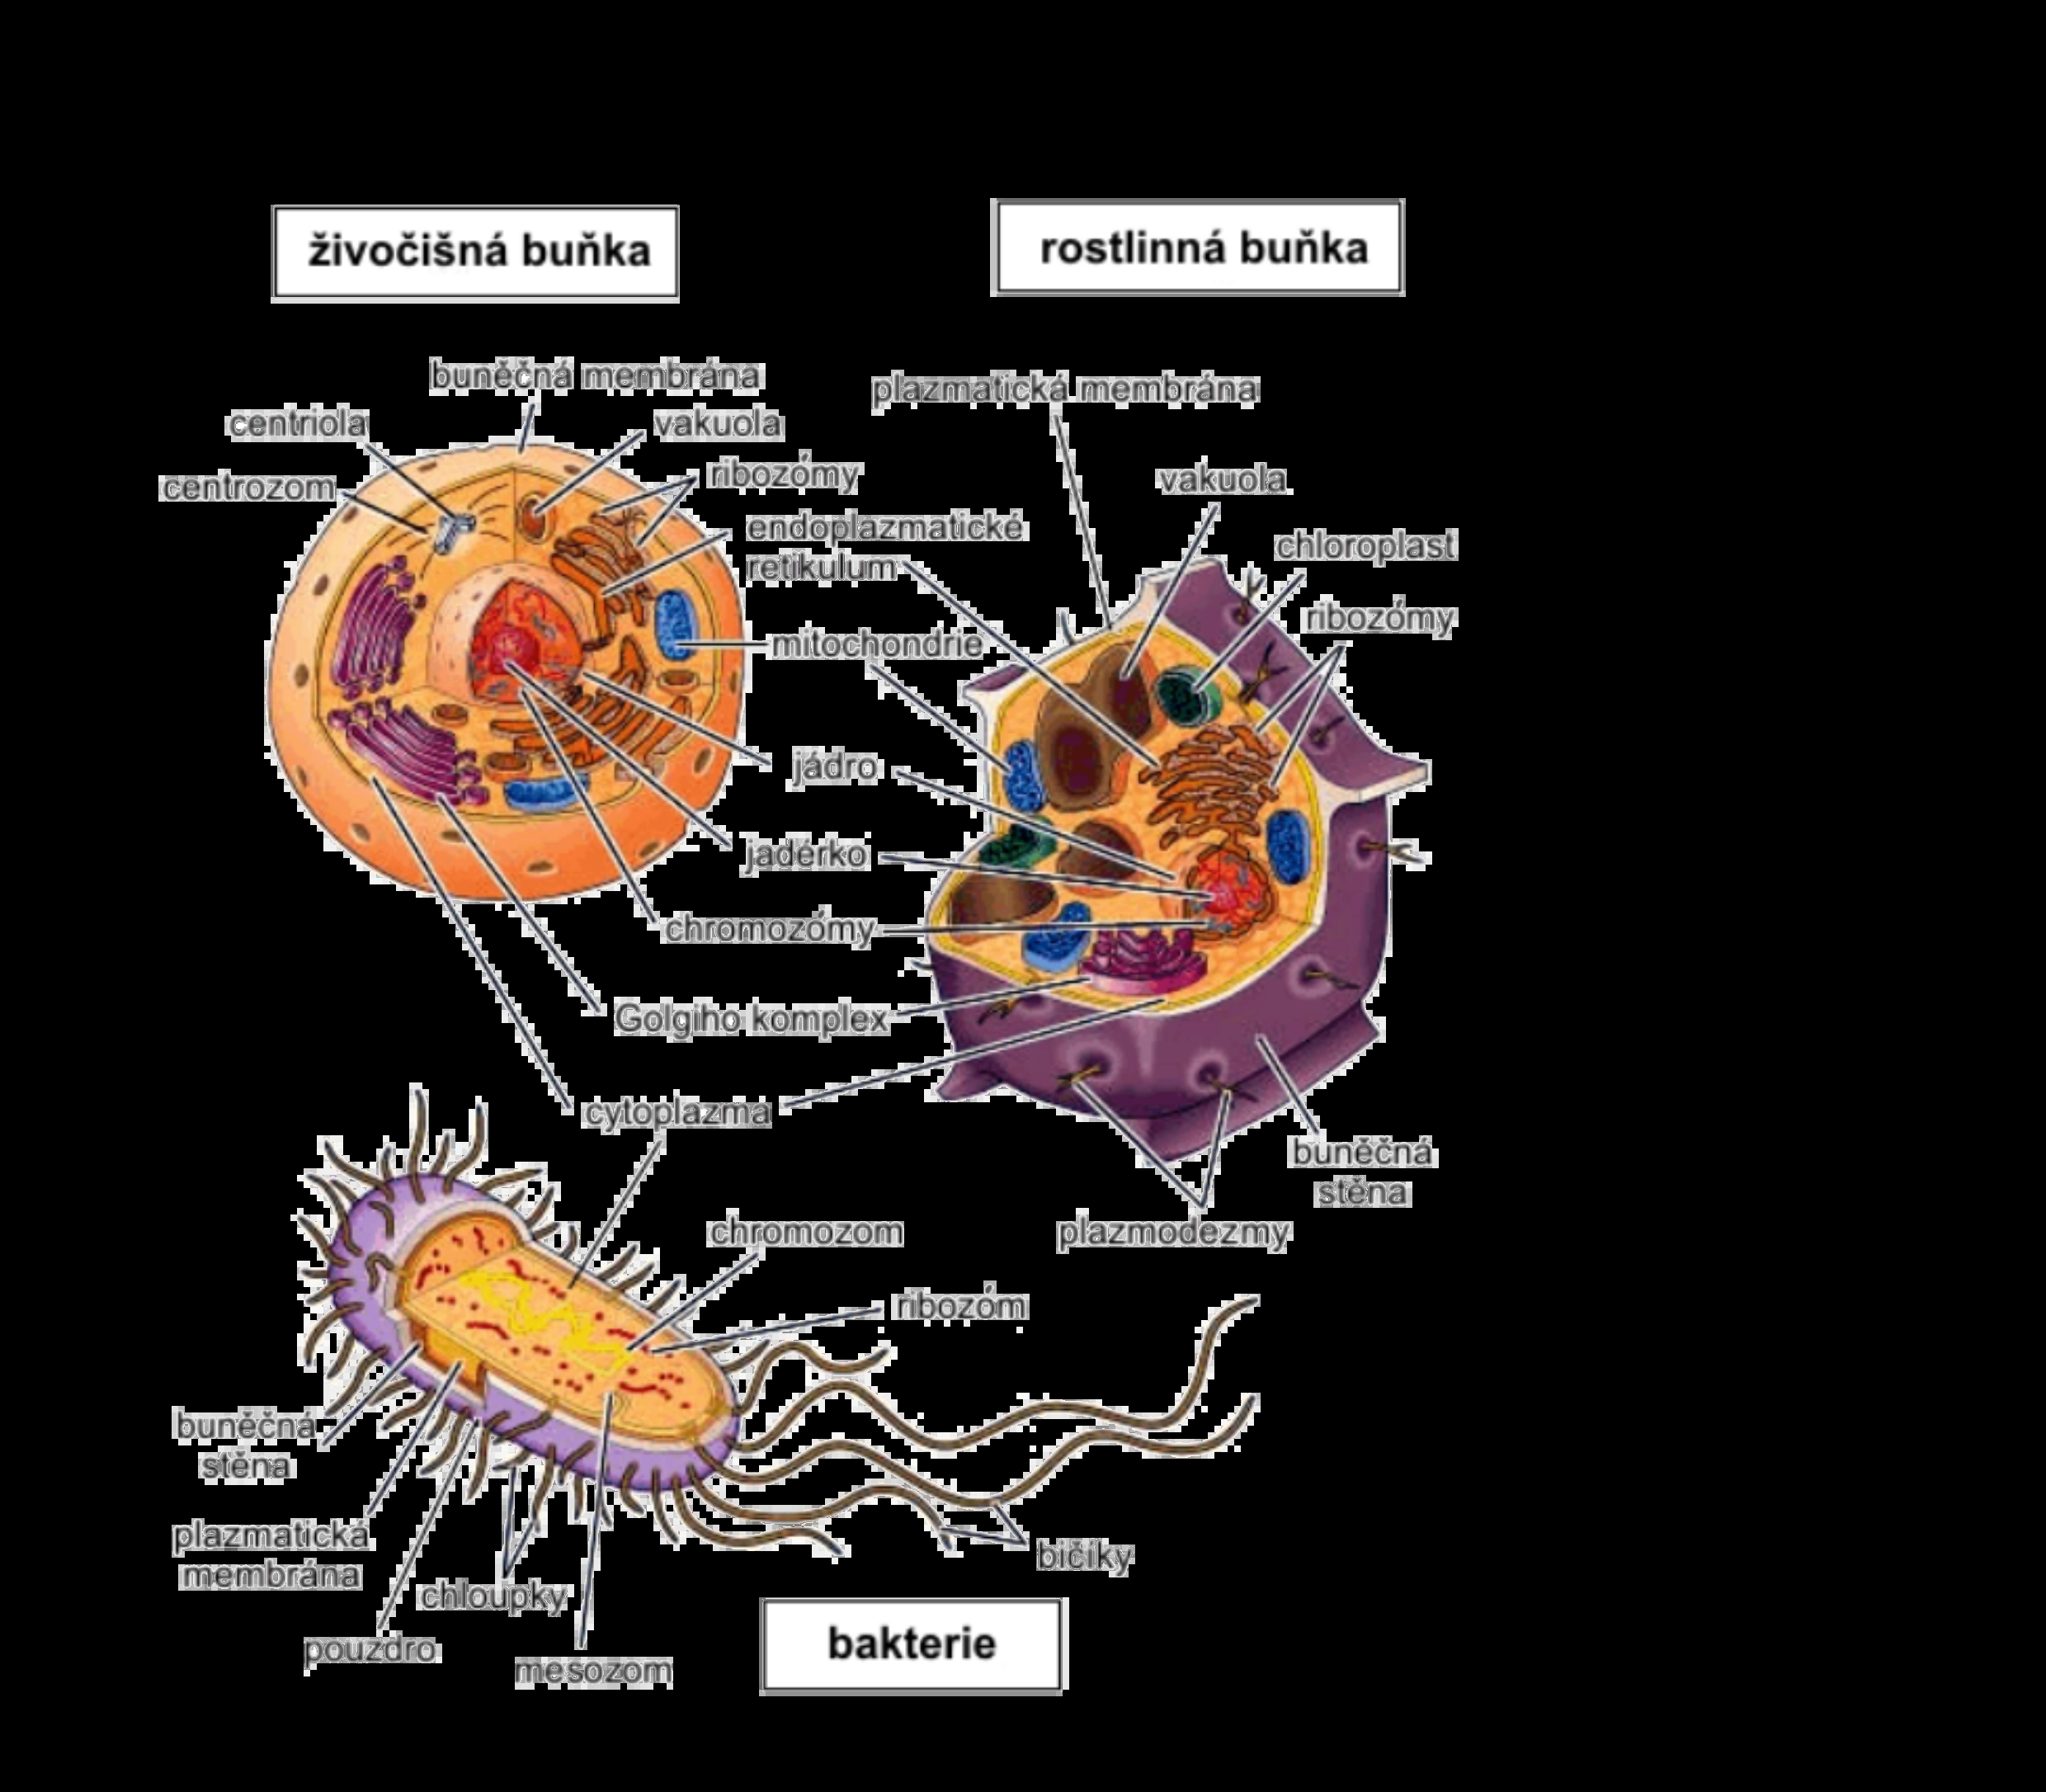 živočišná buňka
rostlinná buňka
buněčná membrána
plazmatická membrána
centriola
vakuola
centrozom
ribozómy
vakuola
endoplazmatické
retikulum
chloroplast
ribozómy
mitochondrie
jádro
jadérko
chromozómy
Golgiho komplex
cytoplazma
buněčná
stěna
plazmodezmy
chromozom
ribozóm
buněčná
stěna
plazmatická
membrána
chloupky
pouzdro
mesozom
bičíky
bakterie